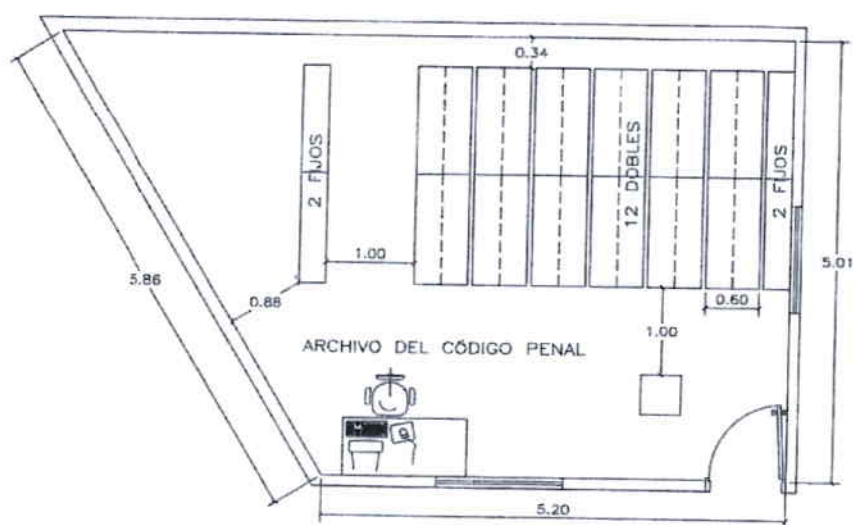 0.34
2 FIJOS
12 DOBLES
2 FIJOS
1.00
5.86
5.01
0.88
0.60
1.00
ARCHIVO DEL CÓDIGO PENAL
5.20